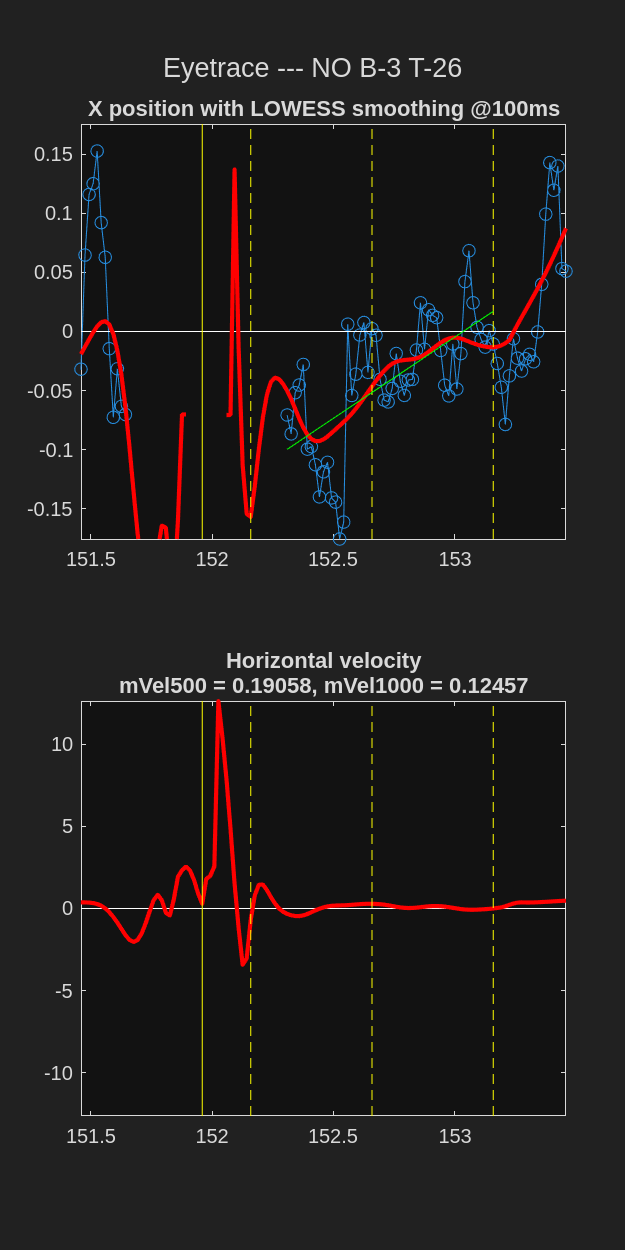 Eyetrace --- NO B-3 T-26
X position with LOWESS smoothing @100ms
0.15
0.1
0.05
0
-0.05
-0.1
-0.15
151.5 152 152.5 153
Horizontal velocity
mVel500 = 0.19058, mVel1000 = 0.12457
10
5
0
-5
-10
151.5 152 152.5 153